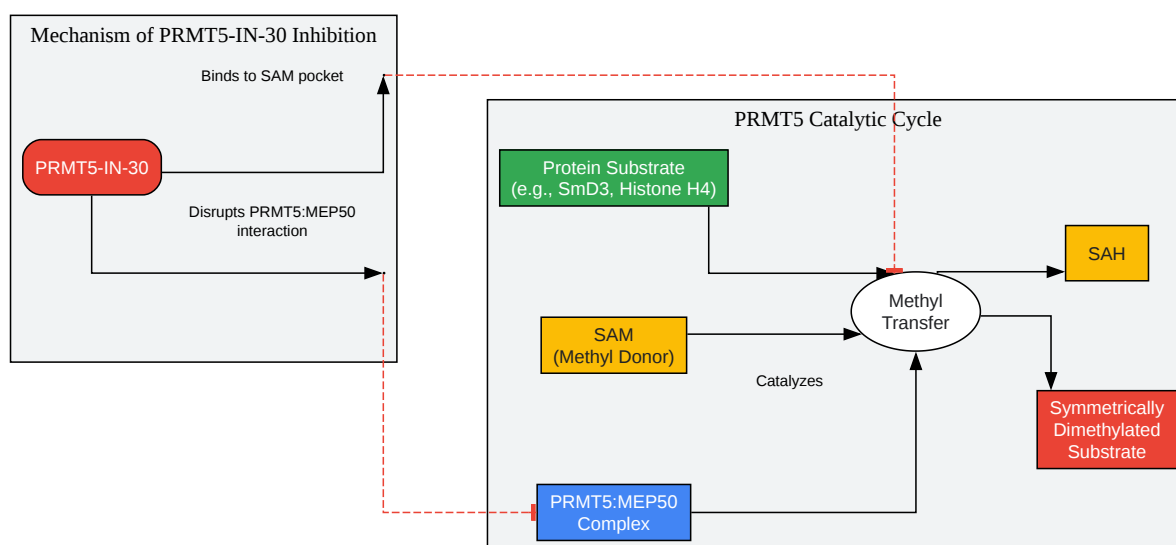 Mechanism of PRMT5-IN-30 Inhibition
Binds to SAM pocket
PRMT5-IN-30
Disrupts PRMT5:MEP50
interaction
PRMT5 Catalytic Cycle
Protein Substrate
(e.g., SmD3, Histone H4)
SAH
Methyl
Transfer
SAM
(Methyl Donor)
Catalyzes
Symmetrically
Dimethylated
Substrate
PRMT5:MEP50
Complex